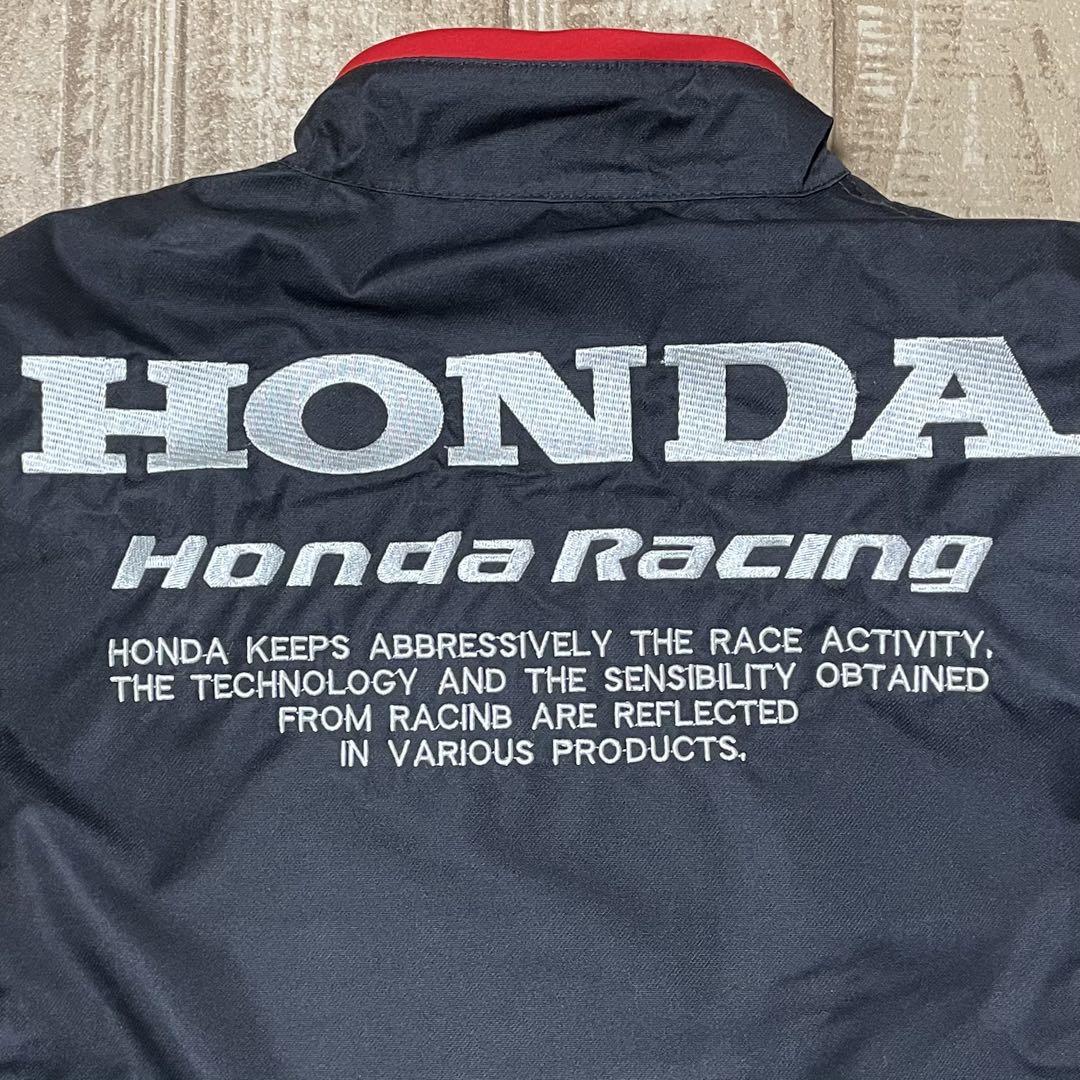 HONDA
Honda Racing
HONDA KEEPS ABBRESSIVELY THE RACE ACTIVITY.
THE TECHNOLOGY AND THE SENSIBILITY OBTAINED
FROM RACINB ARE REFLECTED
IN VARIOUS PRODUCTS.